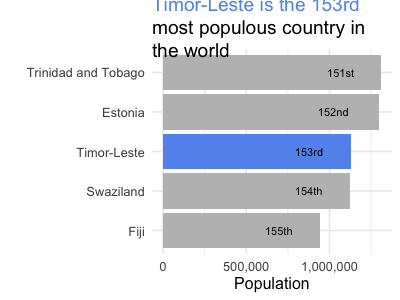 Timor-Leste is the 153rd
most populous country in
the world
Trinidad and Tobago
151st
Estonia
152nd
Timor-Leste
153rd
Swaziland
154th
Fiji
155th
0
500,000
1,000,000
Population